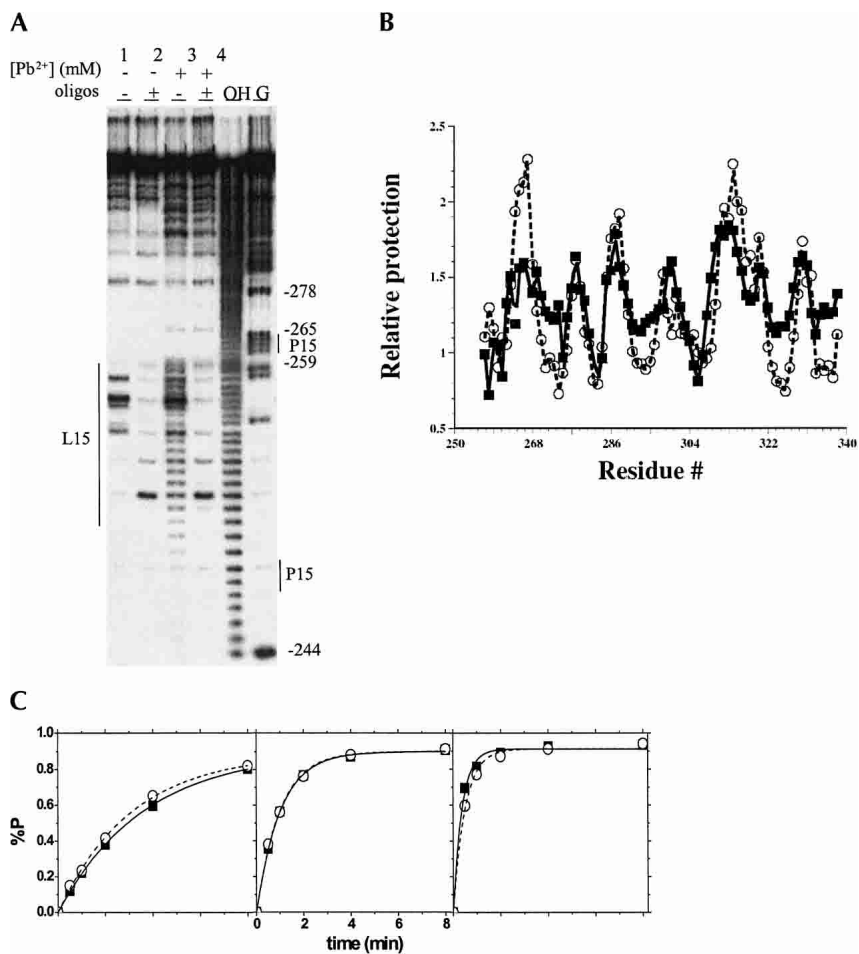 A
1 2 3 4
[Pb2+] (mM) - - + +
oligos - + - + OH G
-278
-265
P15
-259
L15
P15
-244
B
2.5
2
1.5
1
0.5
Relative protection
250 268 286 304 322 340
Residue #
C
1.0
0.8
0.6
0.4
0.2
0.0
%P
0 2 4 6 8
time (min)